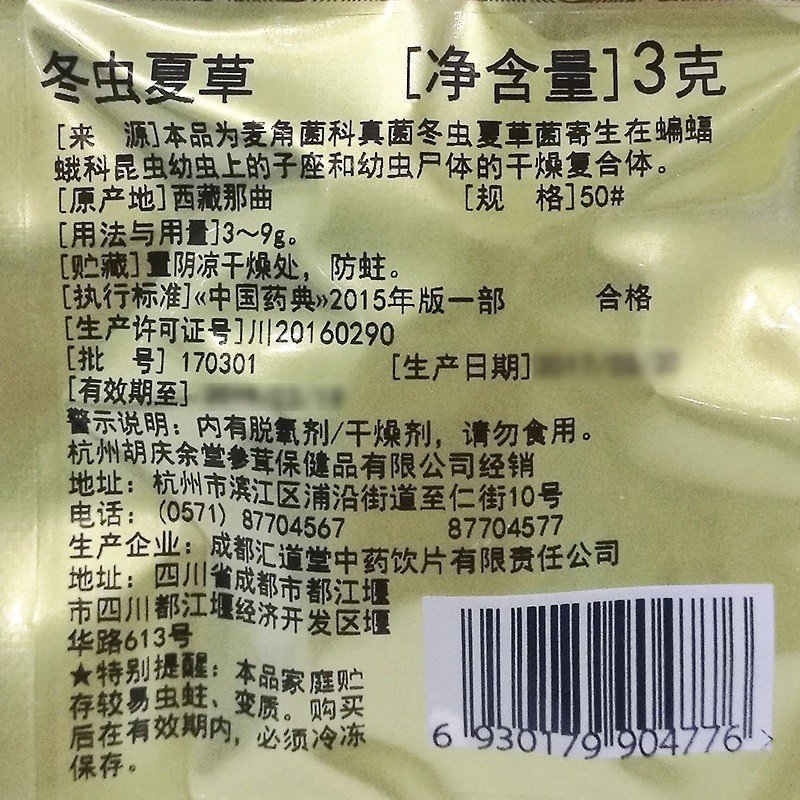 冬虫夏草 [净含量]3克
[来 源]本品为麦角菌科真菌冬虫夏草菌寄生在蝙蝠
蛾科昆虫幼虫上的子座和幼虫尸体的干燥复合体。
[原产地]西藏那曲 [规 格]50#
[用法与用量]3~9g。
[贮藏]置阴凉干燥处，防蛀。
[执行标准]《中国药典》2015年版一部 合格
[生产许可证号]川20160290
[批 号] 170301 [生产日期]
[有效期至]
警示说明：内有脱氧剂/干燥剂，请勿食用。
杭州胡庆余堂参茸保健品有限公司经销
地址：杭州市滨江区浦沿街道至仁街10号
电话：(0571) 87704567 87704577
生产企业：成都汇道堂中药饮片有限责任公司
地址：四川省成都市都江堰
市四川都江堰经济开发区堰
华路613号
★特别提醒：本品家庭贮
存较易虫蛀、变质。购买
后在有效期内，必须冷冻
保存。
6 930179 904776 >